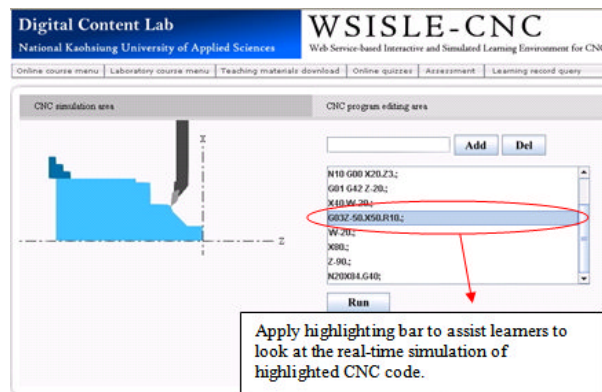 Digital Content Lab
National Kaohsiung University of Applied Sciences
WSISLE-CNC
Web Service-based Interactive and Simulated Learning Environment for CNC
Online course menu | Laboratory course menu | Teaching materials download | Online quizzes | Assessment | Learning record query
CNC simulation area
CNC program editing area
Add Del
X
Z
N10 G00 X20.Z3.;
G01 G42 Z-20.;
X40.W-20.;
G03Z-50.X50.R10.;
W-20.;
X80.;
Z-90.;
N20X84.G40;
Run
Apply highlighting bar to assist learners to
look at the real-time simulation of
highlighted CNC code.